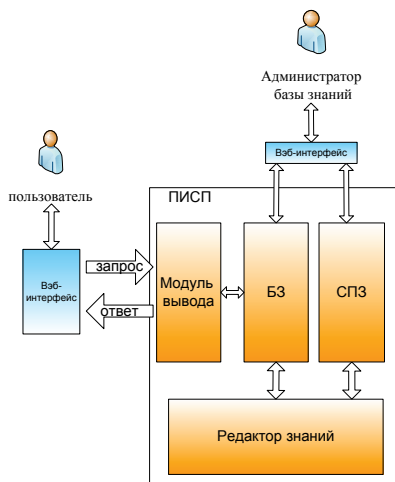 Администратор
базы знаний
Вэб-интерфейс
пользователь
ПИСП
Вэб-
интерфейс
запрос
ответ
Модуль
вывода
БЗ
СПЗ
Редактор знаний